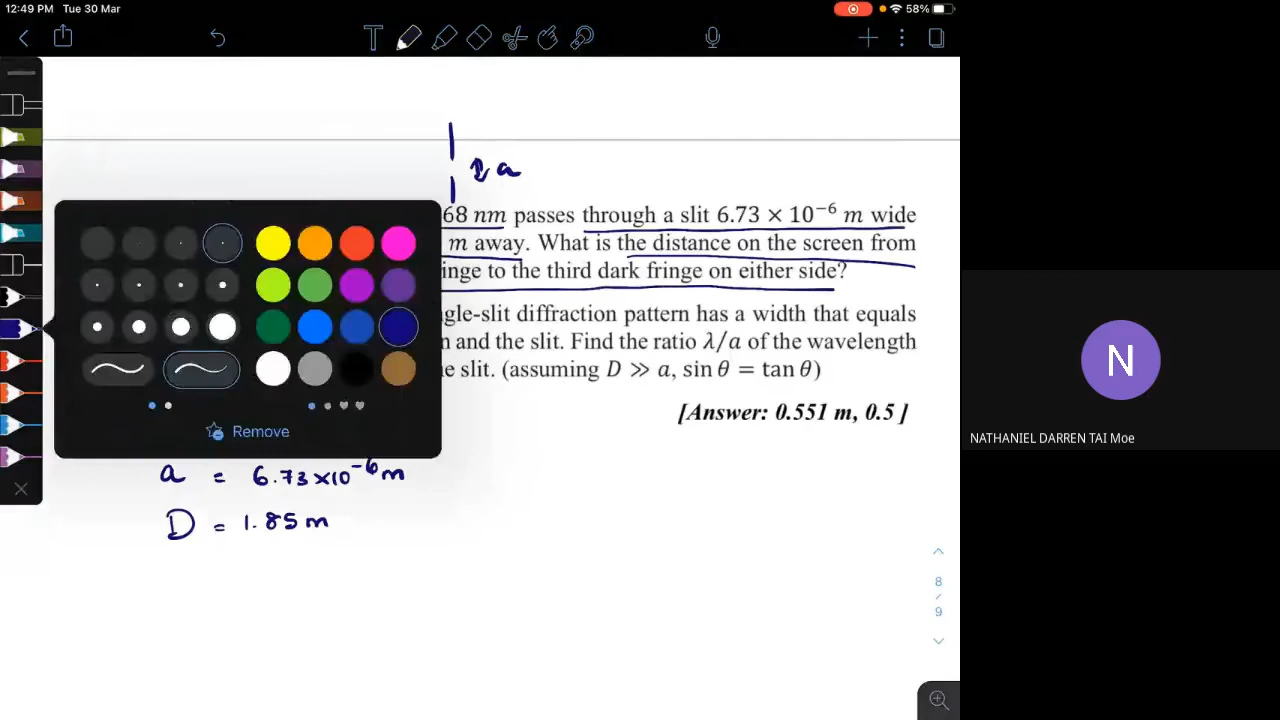 12:49 PM Tue 30 Mar
58%
a
68 nm passes through a slit 6.73 × 10⁻⁶ m wide
m away. What is the distance on the screen from
inge to the third dark fringe on either side?
gle-slit diffraction pattern has a width that equals
n and the slit. Find the ratio λ/a of the wavelength
e slit. (assuming D ≫ a, sin θ = tan θ)
[Answer: 0.551 m, 0.5 ]
Remove
a = 6.73×10⁻⁶ m
D = 1.85 m
8
/
9
N
NATHANIEL DARREN TAI Moe